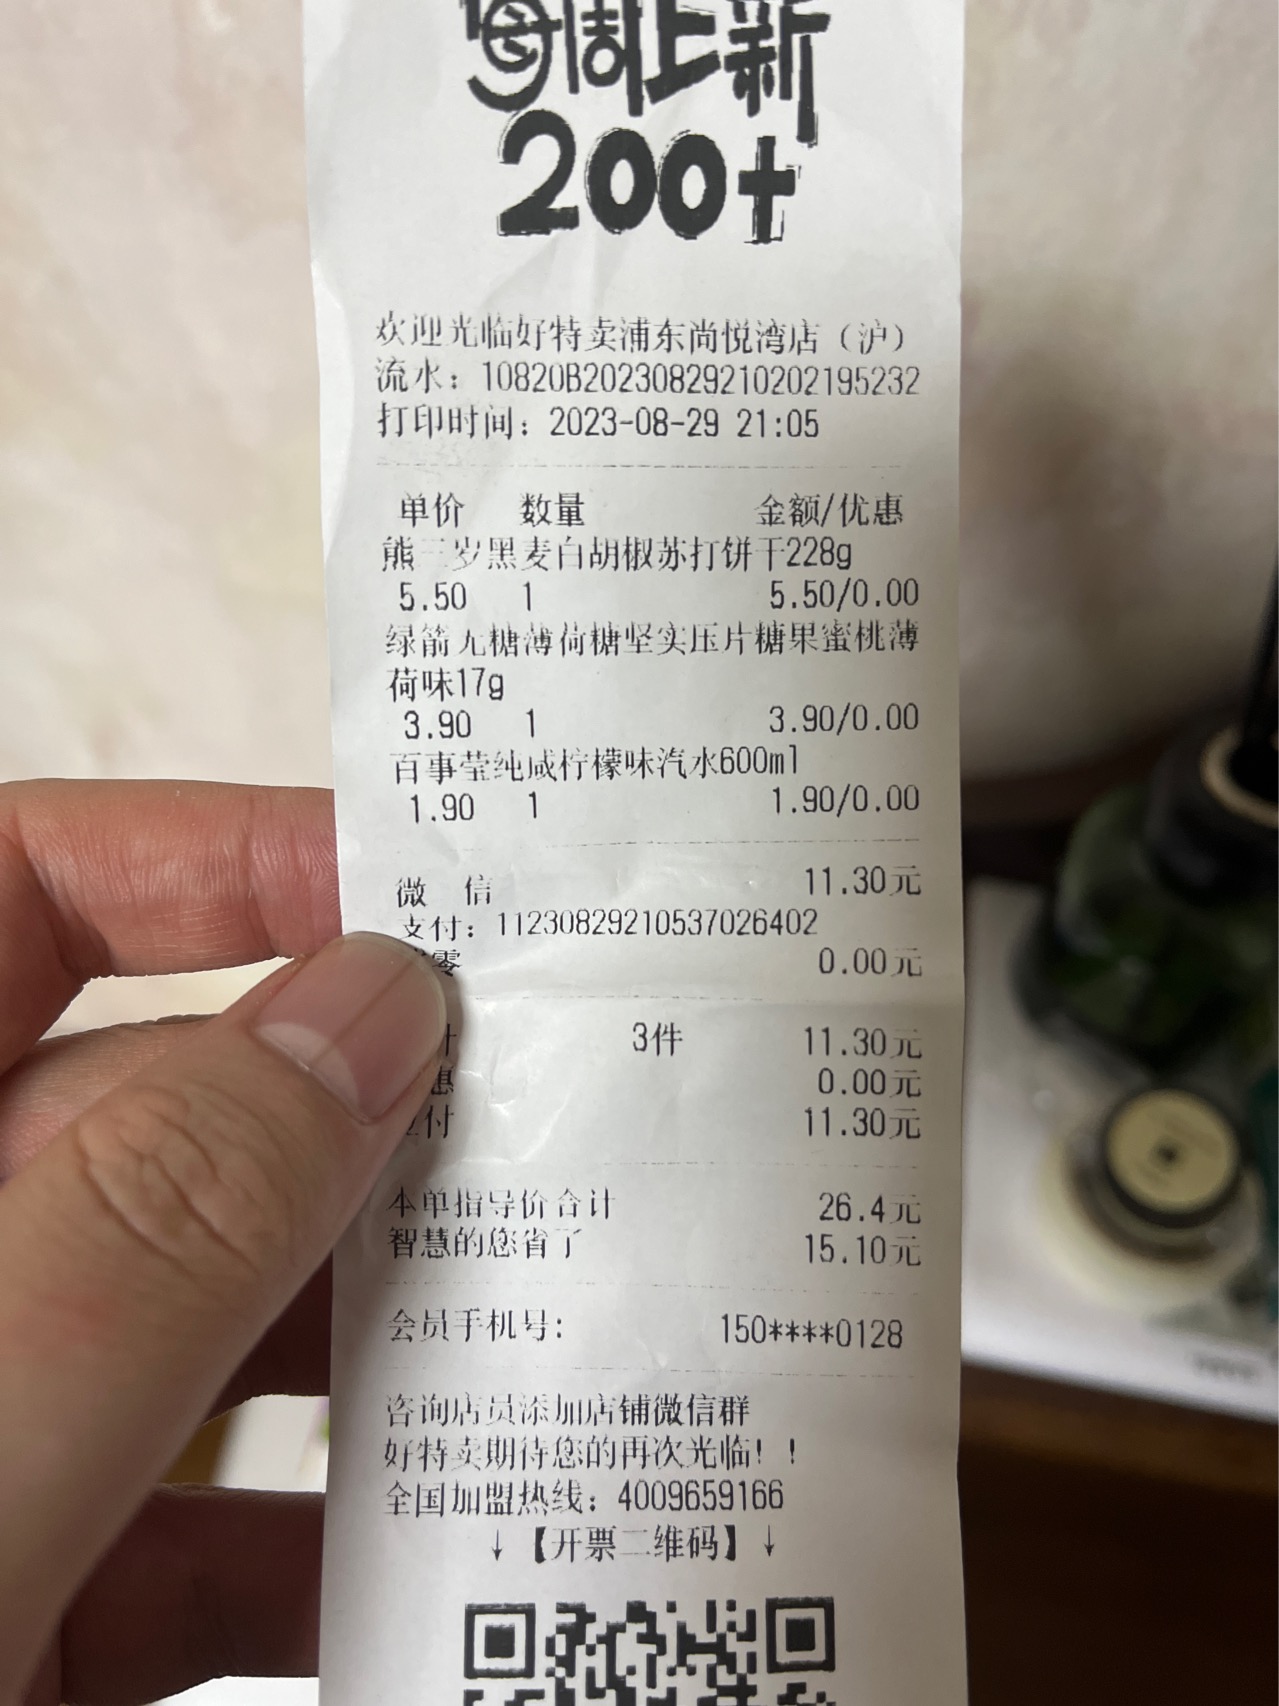 每周上新
200+
欢迎光临好特卖浦东尚悦湾店（沪）
流水：10820B20230829210202195232
打印时间：2023-08-29 21:05
单价 数量 金额/优惠
熊三岁黑麦白胡椒苏打饼干228g
5.50 1 5.50/0.00
绿箭无糖薄荷糖坚实压片糖果蜜桃薄
荷味17g
3.90 1 3.90/0.00
百事莹纯咸柠檬味汽水600ml
1.90 1 1.90/0.00
微 信 11.30元
支付：11230829210537026402
零 0.00元
计 3件 11.30元
惠 0.00元
付 11.30元
本单指导价合计 26.4元
智慧的您省了 15.10元
会员手机号: 150****0128
咨询店员添加店铺微信群
好特卖期待您的再次光临！！
全国加盟热线：4009659166
↓【开票二维码】↓